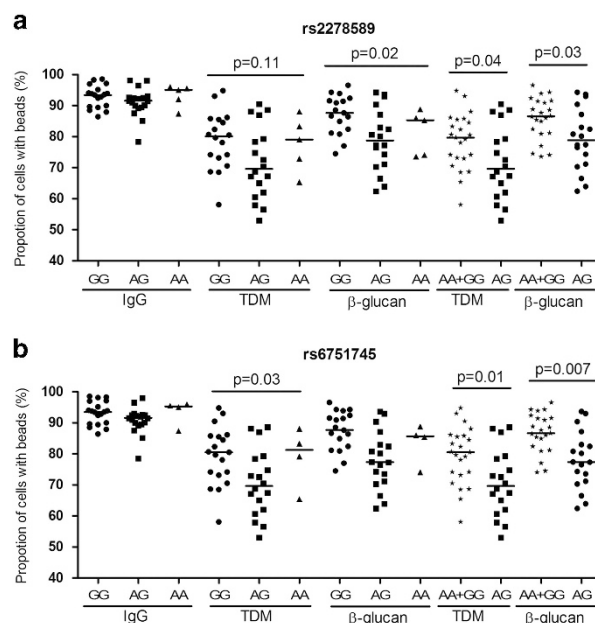 a
rs2278589
p=0.11 p=0.02 p=0.04 p=0.03
Propotion of cells with beads (%)
100
90
80
70
60
50
40
GG AG AA GG AG AA GG AG AA AA+GG AG AA+GG AG
IgG TDM β-glucan TDM β-glucan
b
rs6751745
p=0.03 p=0.01 p=0.007
Propotion of cells with beads (%)
100
90
80
70
60
50
40
GG AG AA GG AG AA GG AG AA AA+GG AG AA+GG AG
IgG TDM β-glucan TDM β-glucan